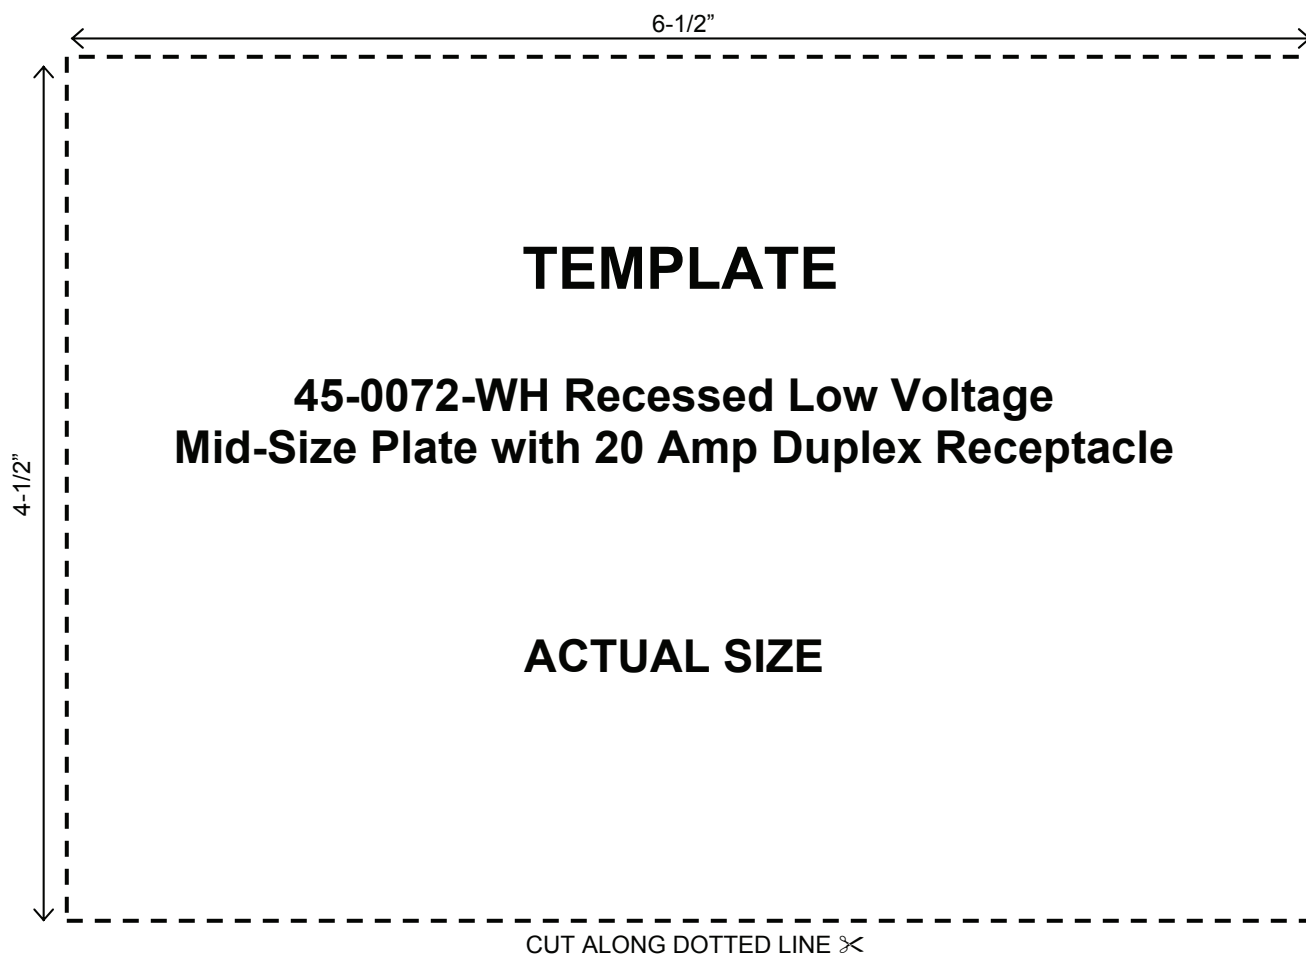 6-1/2”
4-1/2”
TEMPLATE
45-0072-WH Recessed Low Voltage
Mid-Size Plate with 20 Amp Duplex Receptacle
ACTUAL SIZE
CUT ALONG DOTTED LINE ✂